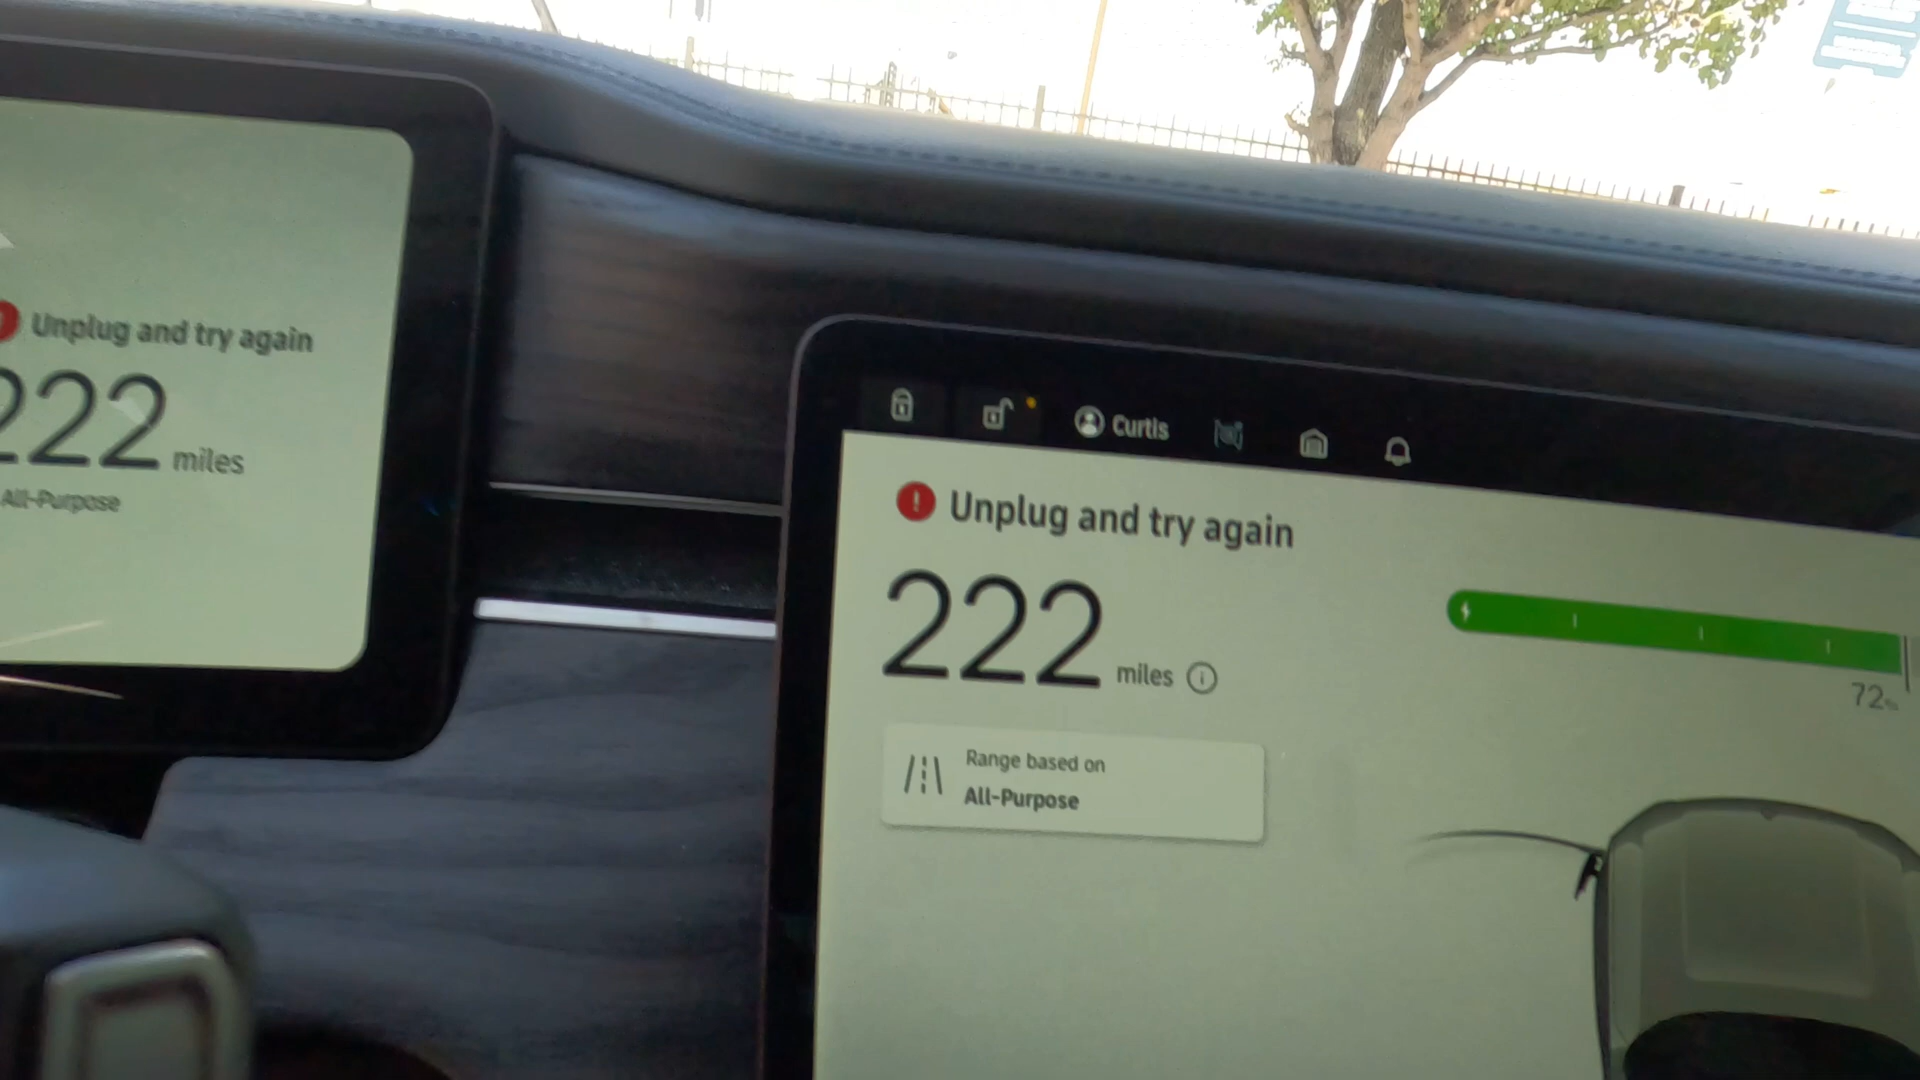 Unplug and try again
222 miles
All-Purpose
Curtis
Unplug and try again
222 miles
72%
Range based on
All-Purpose